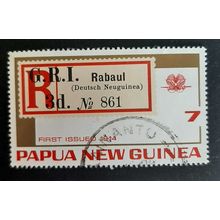 G.R.I. Rabaul
(Deutsch Neuguinea)
R
3d. № 861
7
FIRST ISSUED 1914
PAPUA NEW GUINEA